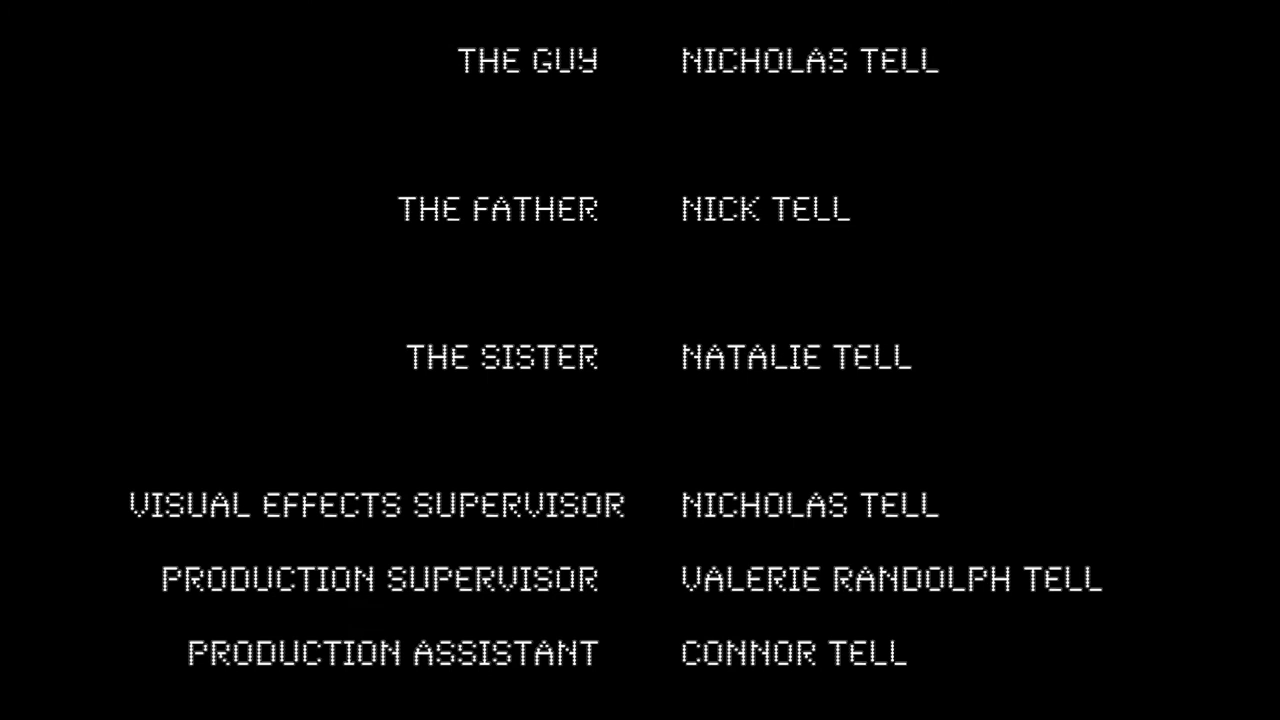 THE GUY NICHOLAS TELL
THE FATHER NICK TELL
THE SISTER NATALIE TELL
VISUAL EFFECTS SUPERVISOR NICHOLAS TELL
PRODUCTION SUPERVISOR VALERIE RANDOLPH TELL
PRODUCTION ASSISTANT CONNOR TELL